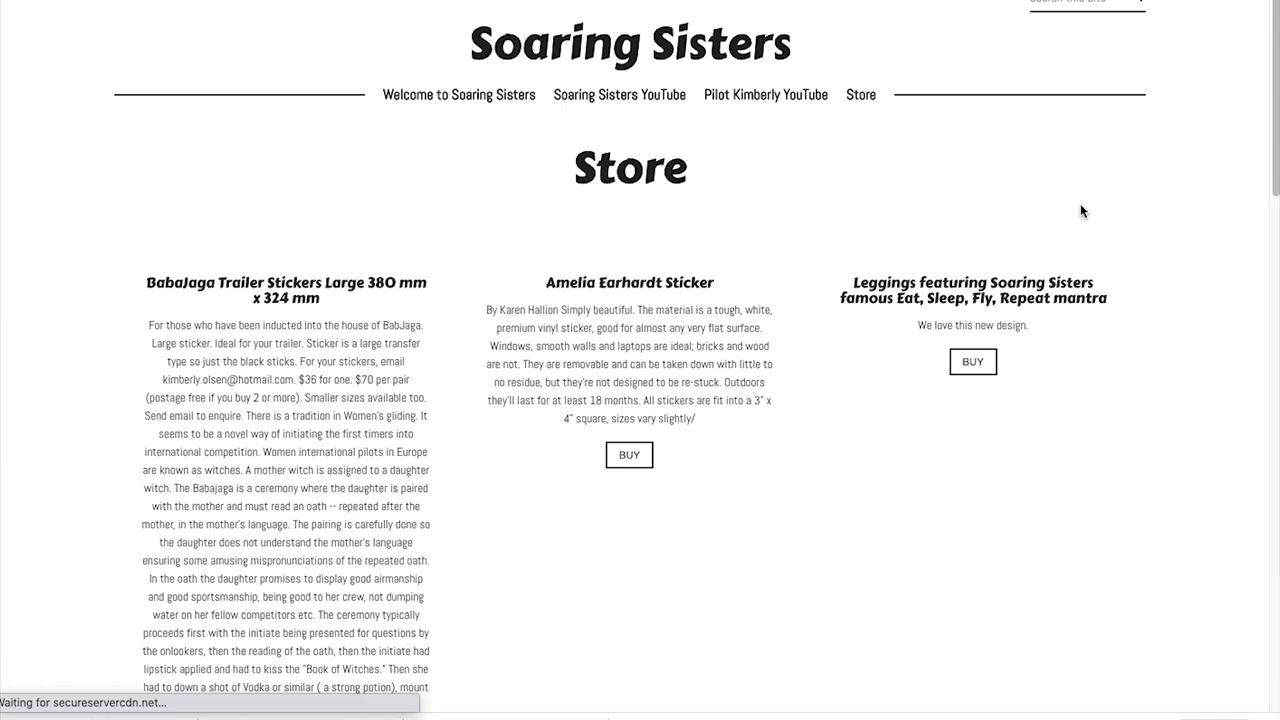 Search this site
Soaring Sisters
Welcome to Soaring Sisters Soaring Sisters YouTube Pilot Kimberly YouTube Store
Store
BabaJaga Trailer Stickers Large 380 mm
x 324 mm
For those who have been inducted into the house of BabJaga.
Large sticker. Ideal for your trailer. Sticker is a large transfer
type so just the black sticks. For your stickers, email
kimberly.olsen@hotmail.com. $36 for one. $70 per pair
(postage free if you buy 2 or more). Smaller sizes available too.
Send email to enquire. There is a tradition in Women's gliding. It
seems to be a novel way of initiating the first timers into
international competition. Women international pilots in Europe
are known as witches. A mother witch is assigned to a daughter
witch. The Babajaga is a ceremony where the daughter is paired
with the mother and must read an oath -- repeated after the
mother, in the mother's language. The pairing is carefully done so
the daughter does not understand the mother's language
ensuring some amusing mispronunciations of the repeated oath.
In the oath the daughter promises to display good airmanship
and good sportsmanship, being good to her crew, not dumping
water on her fellow competitors etc. The ceremony typically
proceeds first with the initiate being presented for questions by
the onlookers, then the reading of the oath, then the initiate had
lipstick applied and had to kiss the "Book of Witches." Then she
had to down a shot of Vodka or similar ( a strong potion), mount
Amelia Earhardt Sticker
By Karen Hallion Simply beautiful. The material is a tough, white,
premium vinyl sticker, good for almost any very flat surface.
Windows, smooth walls and laptops are ideal; bricks and wood
are not. They are removable and can be taken down with little to
no residue, but they're not designed to be re-stuck. Outdoors
they'll last for at least 18 months. All stickers are fit into a 3" x
4" square, sizes vary slightly/
BUY
Leggings featuring Soaring Sisters
famous Eat, Sleep, Fly, Repeat mantra
We love this new design.
BUY
Waiting for secureservercdn.net...